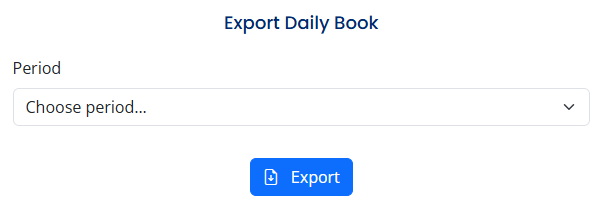 Export Daily Book
Period
Choose period...
Export